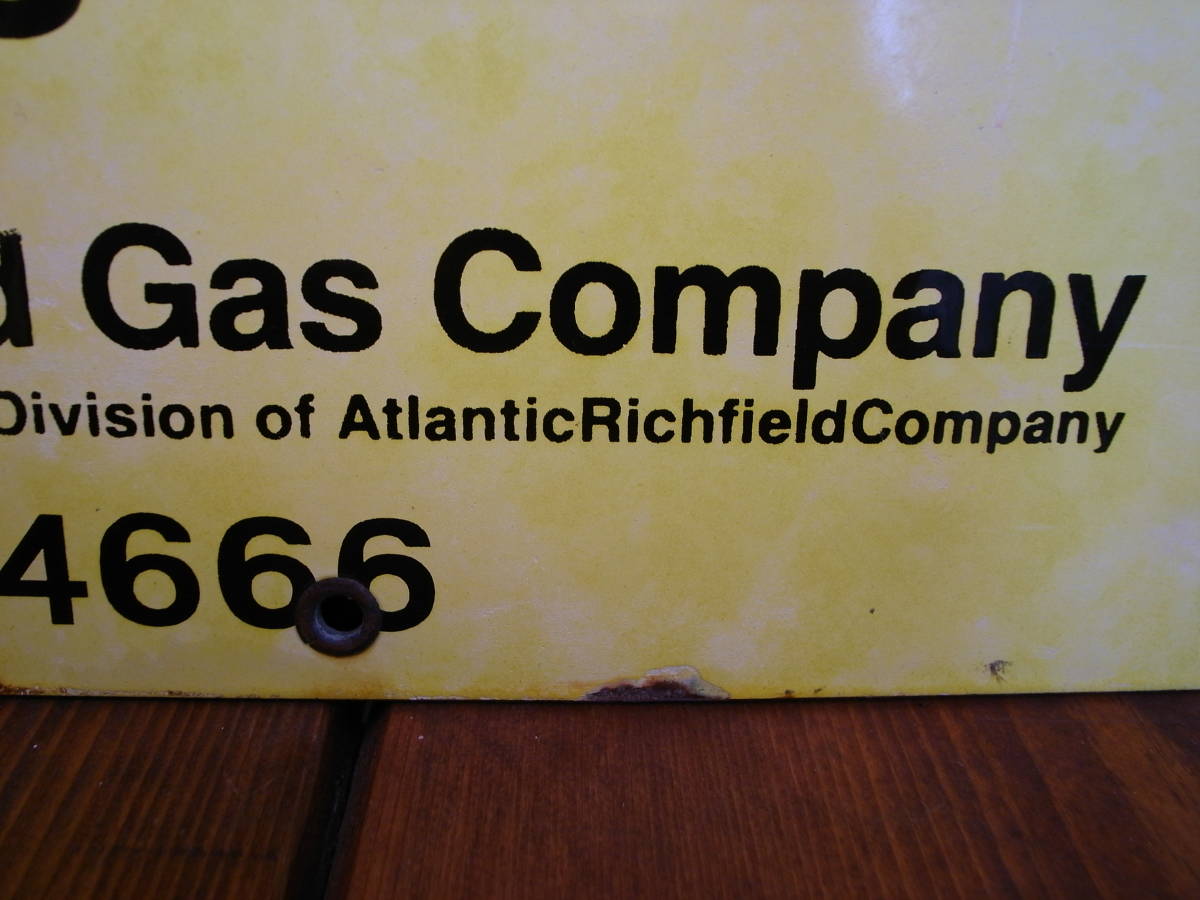 d Gas Company
Division of AtlanticRichfieldCompany
4666